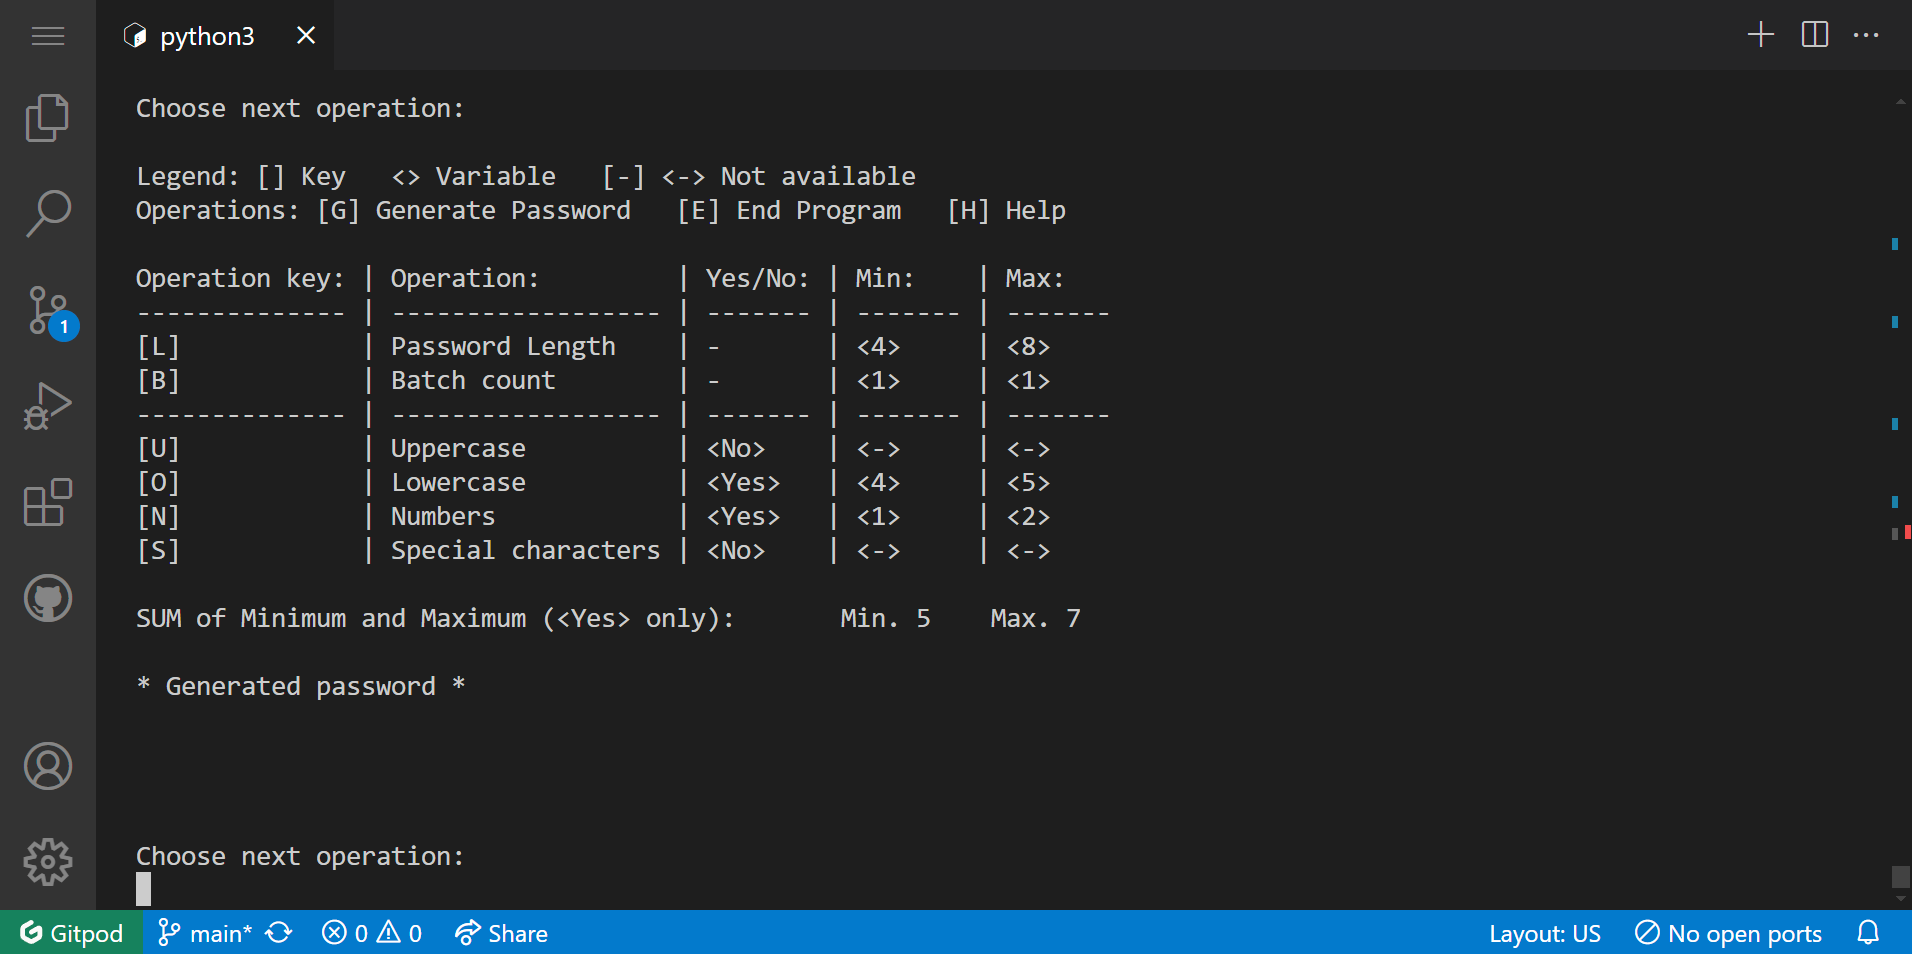 python3
Choose next operation:
Legend: [] Key   <> Variable   [-] <-> Not available
Operations: [G] Generate Password   [E] End Program   [H] Help
Operation key: | Operation:         | Yes/No: | Min:    | Max:
-------------- | ------------------ | ------- | ------- | -------
[L]            | Password Length    | -       | <4>     | <8>
[B]            | Batch count        | -       | <1>     | <1>
-------------- | ------------------ | ------- | ------- | -------
[U]            | Uppercase          | <No>    | <->     | <->
[O]            | Lowercase          | <Yes>   | <4>     | <5>
[N]            | Numbers            | <Yes>   | <1>     | <2>
[S]            | Special characters | <No>    | <->     | <->
SUM of Minimum and Maximum (<Yes> only):       Min. 5    Max. 7
* Generated password *
Choose next operation:
1
Gitpod main* 0 0 Share Layout: US No open ports